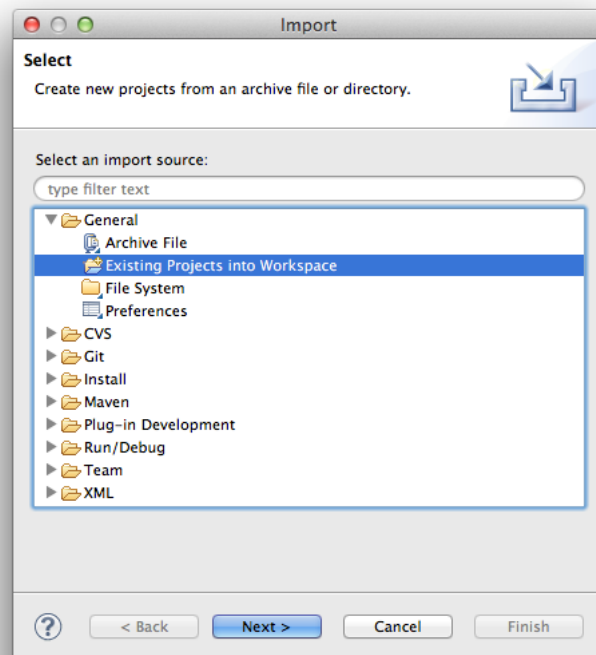 Import
Select
Create new projects from an archive file or directory.
Select an import source:
type filter text
General
Archive File
Existing Projects into Workspace
File System
Preferences
CVS
Git
Install
Maven
Plug-in Development
Run/Debug
Team
XML
? < Back Next > Cancel Finish